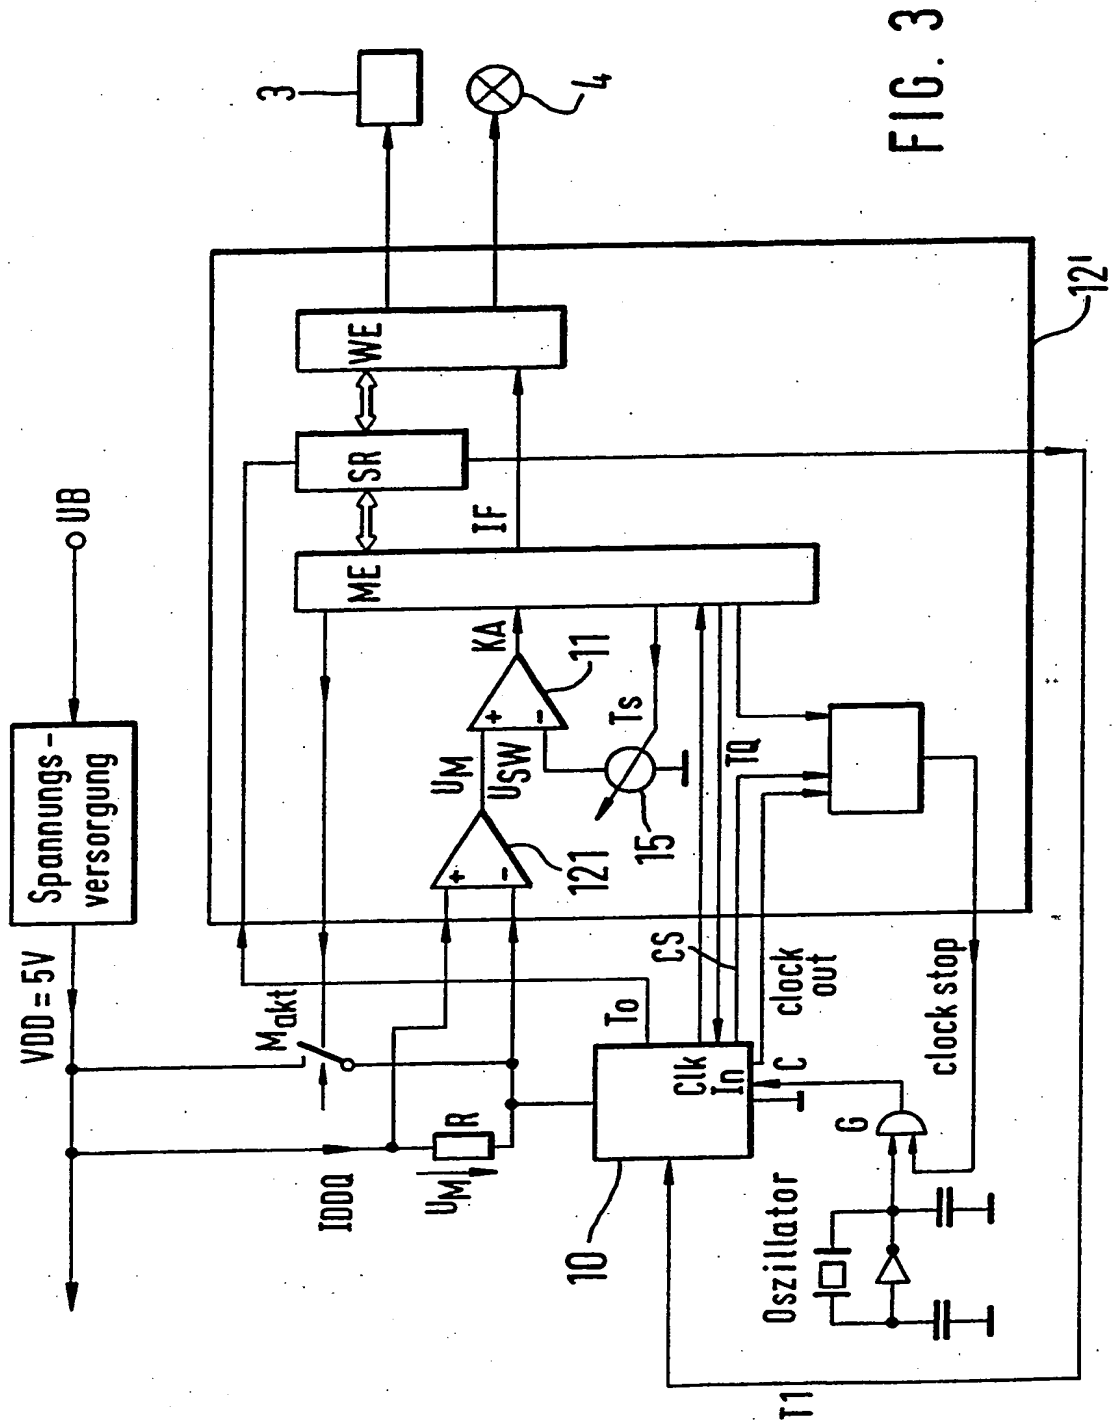 Spannungs-
versorgung
UB
VDD = 5V
Makt
IDDQ
UM
R
10
To
Clk
In
C
G
Oszillator
T1
clock stop
clock
out
CS
TQ
Ts
15
121
UM
USW
11
KA
ME
IF
SR
WE
3
4
12'
FIG. 3